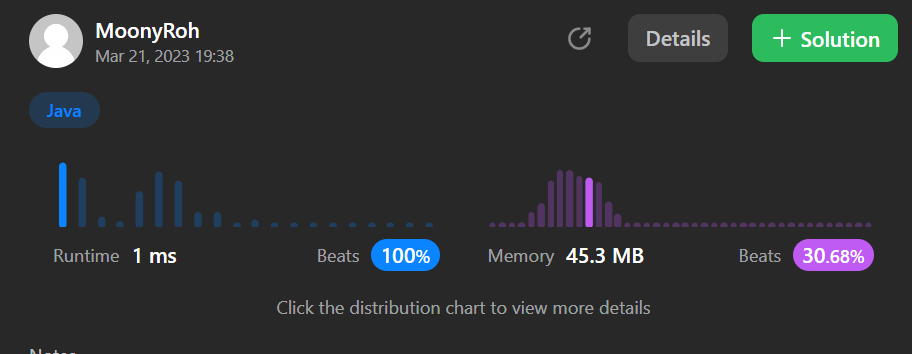 MoonyRoh
Mar 21, 2023 19:38
Details
+ Solution
Java
Runtime 1 ms Beats 100%
Memory 45.3 MB Beats 30.68%
Click the distribution chart to view more details
Notes